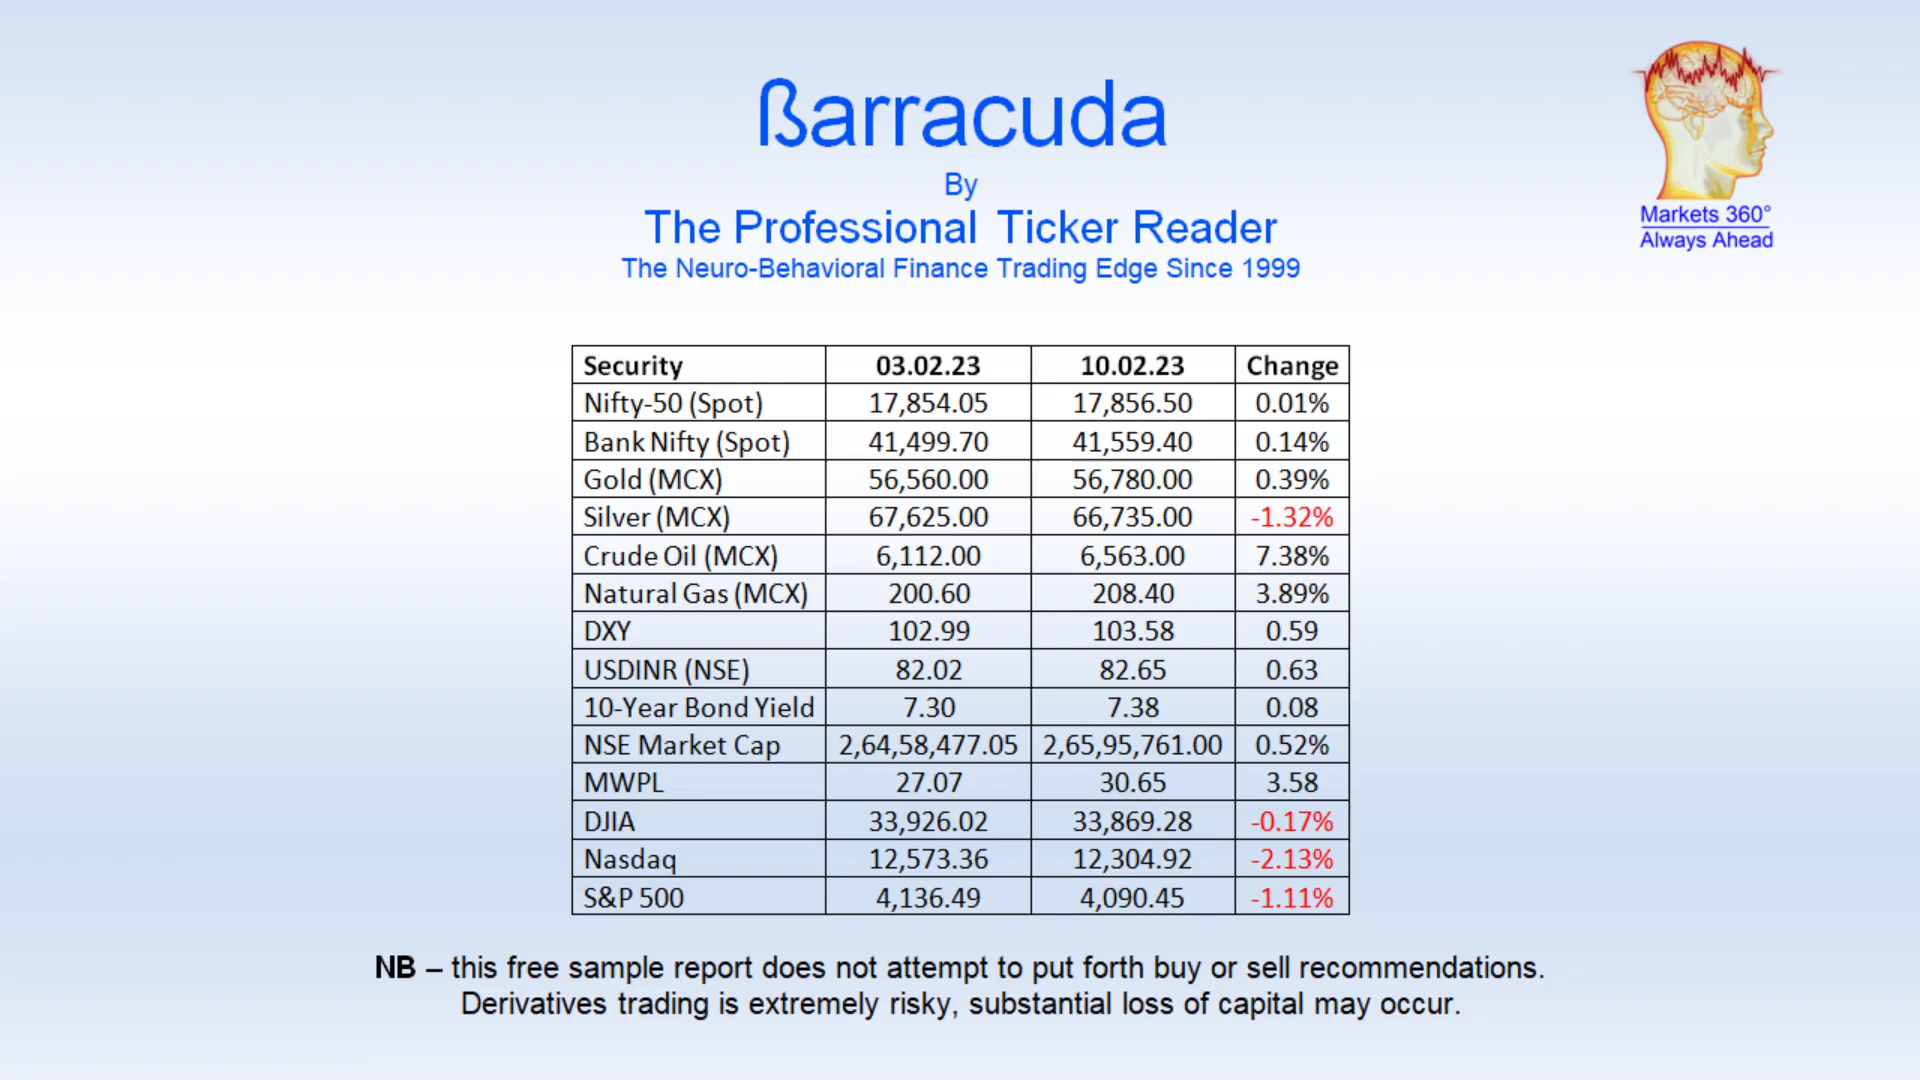 ßarracuda
By
The Professional Ticker Reader
The Neuro-Behavioral Finance Trading Edge Since 1999
Markets 360°
Always Ahead
Security 03.02.23 10.02.23 Change
Nifty-50 (Spot) 17,854.05 17,856.50 0.01%
Bank Nifty (Spot) 41,499.70 41,559.40 0.14%
Gold (MCX) 56,560.00 56,780.00 0.39%
Silver (MCX) 67,625.00 66,735.00 -1.32%
Crude Oil (MCX) 6,112.00 6,563.00 7.38%
Natural Gas (MCX) 200.60 208.40 3.89%
DXY 102.99 103.58 0.59
USDINR (NSE) 82.02 82.65 0.63
10-Year Bond Yield 7.30 7.38 0.08
NSE Market Cap 2,64,58,477.05 2,65,95,761.00 0.52%
MWPL 27.07 30.65 3.58
DJIA 33,926.02 33,869.28 -0.17%
Nasdaq 12,573.36 12,304.92 -2.13%
S&P 500 4,136.49 4,090.45 -1.11%
NB – this free sample report does not attempt to put forth buy or sell recommendations.
Derivatives trading is extremely risky, substantial loss of capital may occur.